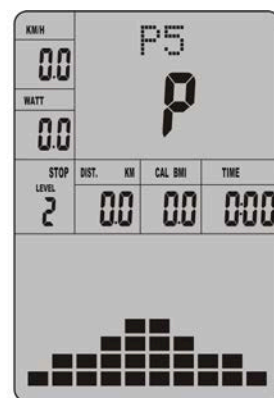 KM/H
P5
0.0
P
WATT
0.0
STOP DIST. KM CAL BMI TIME
LEVEL
2 0.0 0.0 0:00